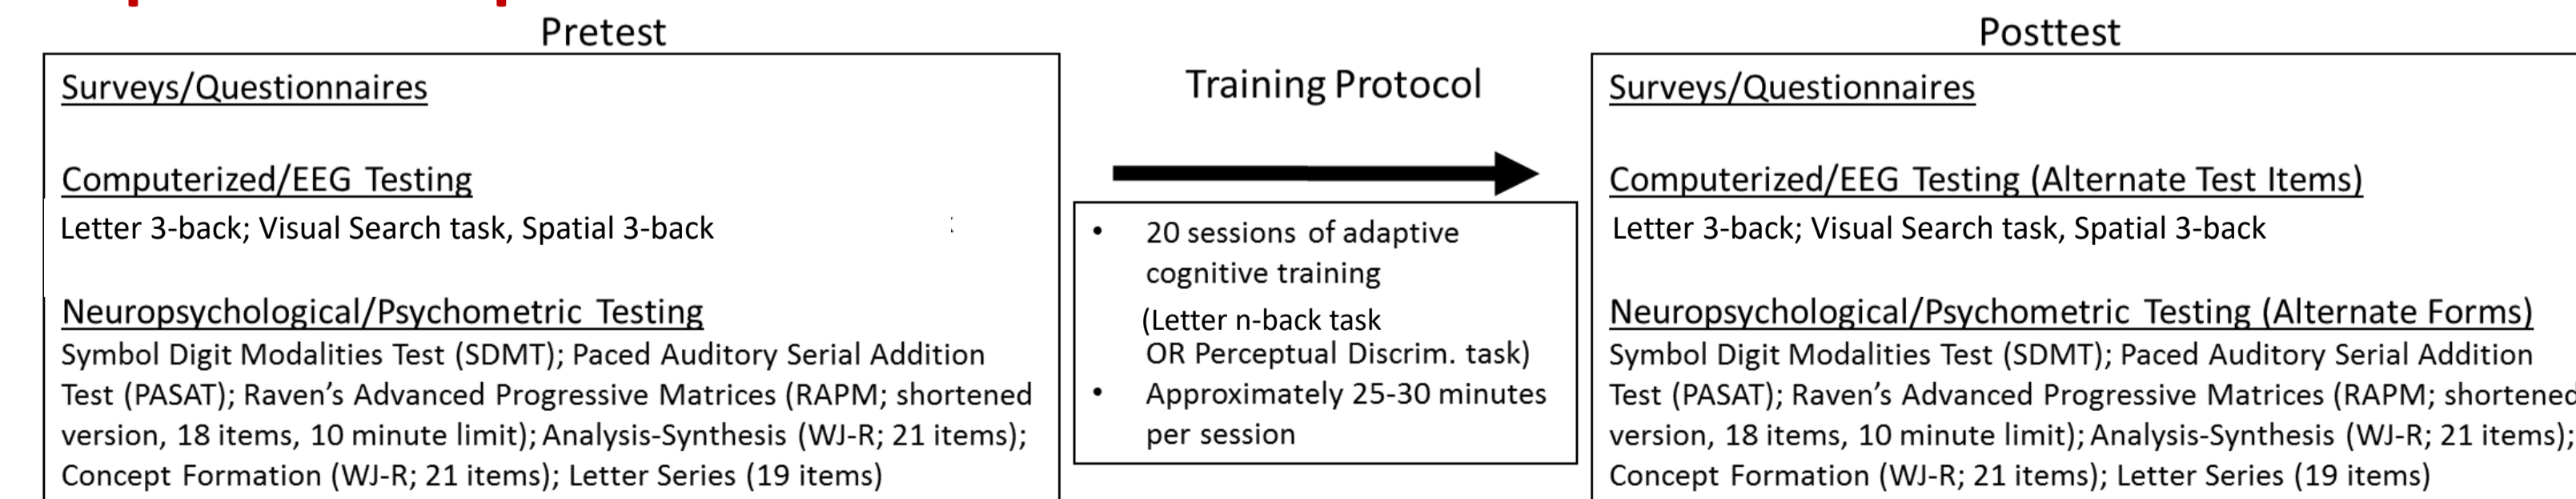 Pretest
Surveys/Questionnaires
Computerized/EEG Testing
Letter 3-back; Visual Search task, Spatial 3-back
Neuropsychological/Psychometric Testing
Symbol Digit Modalities Test (SDMT); Paced Auditory Serial Addition
Test (PASAT); Raven’s Advanced Progressive Matrices (RAPM; shortened
version, 18 items, 10 minute limit); Analysis-Synthesis (WJ-R; 21 items);
Concept Formation (WJ-R; 21 items); Letter Series (19 items)
Training Protocol
• 20 sessions of adaptive
cognitive training
(Letter n-back task
OR Perceptual Discrim. task)
• Approximately 25-30 minutes
per session
Posttest
Surveys/Questionnaires
Computerized/EEG Testing (Alternate Test Items)
Letter 3-back; Visual Search task, Spatial 3-back
Neuropsychological/Psychometric Testing (Alternate Forms)
Symbol Digit Modalities Test (SDMT); Paced Auditory Serial Addition
Test (PASAT); Raven’s Advanced Progressive Matrices (RAPM; shortened
version, 18 items, 10 minute limit); Analysis-Synthesis (WJ-R; 21 items);
Concept Formation (WJ-R; 21 items); Letter Series (19 items)